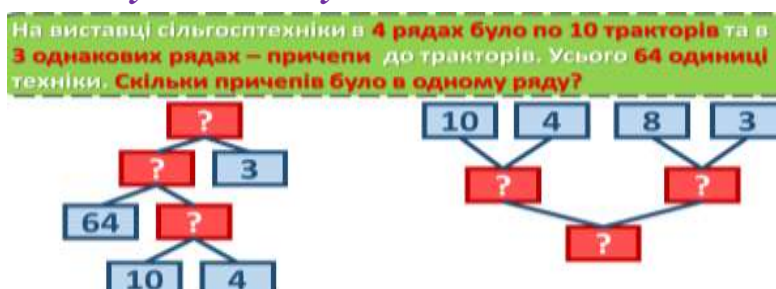 На виставці сільгосптехніки в 4 рядах було по 10 тракторів та в
3 однакових рядах – причепи до тракторів. Усього 64 одиниці
техніки. Скільки причепів було в одному ряду?
? 10 4 8 3
? 3 ? ?
64 ? ?
10 4